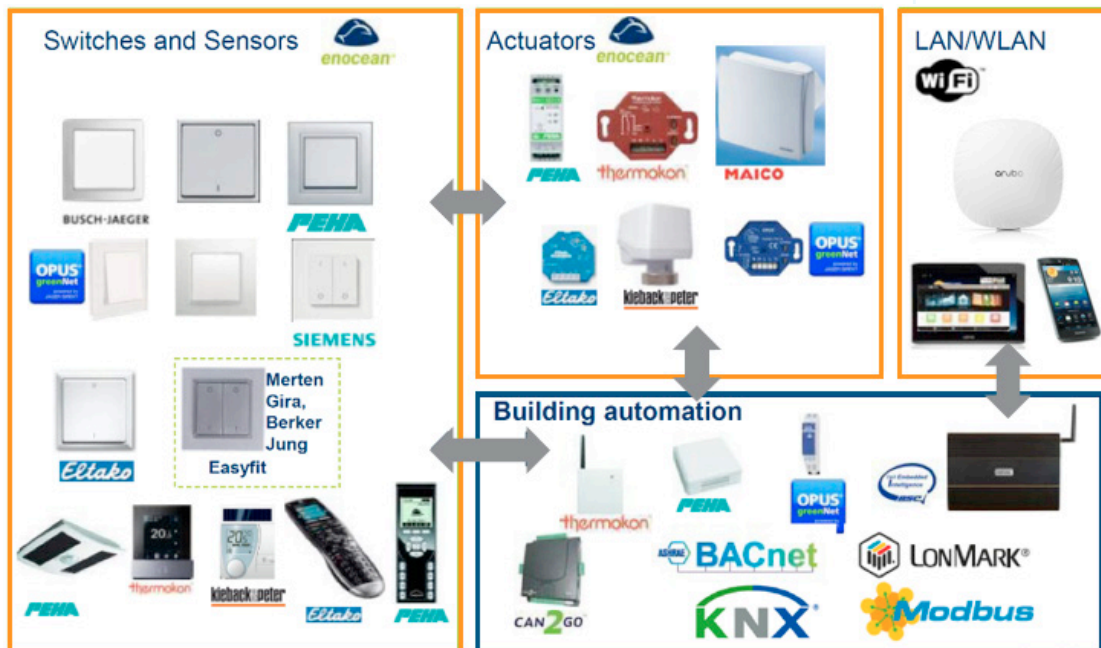 Switches and Sensors
enocean
BUSCH-JAEGER
PEHA
OPUS
greenNet
SIEMENS
Eltako
Merten
Gira,
Berker
Jung
Easyfit
PEHA
thermokon
kieback&peter
Eltako
PEHA
Actuators
enocean
PEHA
thermokon
MAICO
Eltako
kieback&peter
OPUS
greenNet
LAN/WLAN
WiFi
aruba
Building automation
thermokon
PEHA
OPUS
greenNet
ASHRAE BACnet
LONMARK
CAN2GO
KNX
Modbus